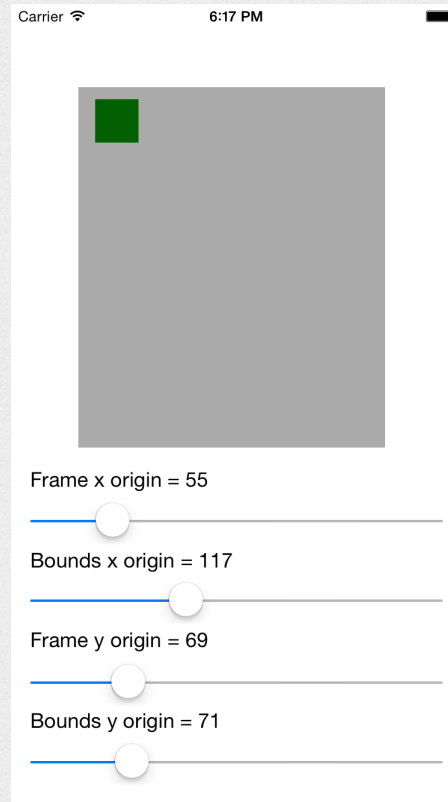 Carrier 6:17 PM
Frame x origin = 55
Bounds x origin = 117
Frame y origin = 69
Bounds y origin = 71